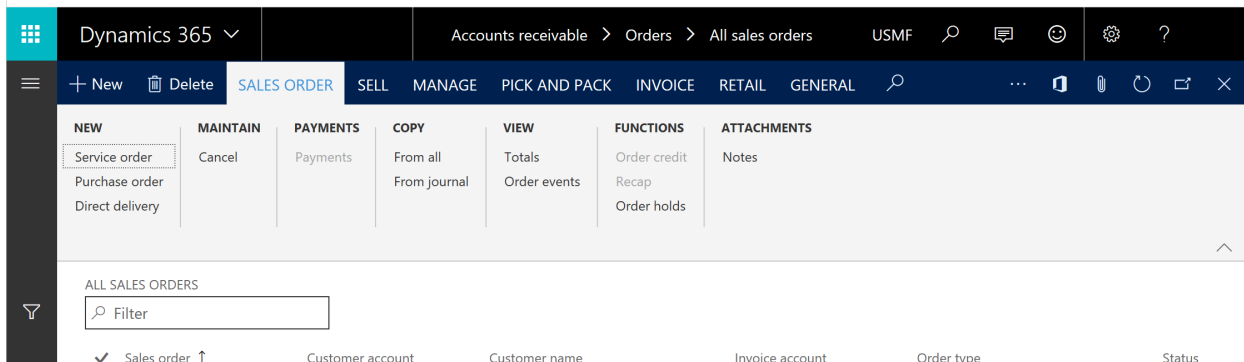 Dynamics 365 Accounts receivable > Orders > All sales orders USMF ?
+ New Delete SALES ORDER SELL MANAGE PICK AND PACK INVOICE RETAIL GENERAL ...
NEW MAINTAIN PAYMENTS COPY VIEW FUNCTIONS ATTACHMENTS
Service order Cancel Payments From all Totals Order credit Notes
Purchase order From journal Order events Recap
Direct delivery Order holds
ALL SALES ORDERS
Filter
Sales order ↑ Customer account Customer name Invoice account Order type Status